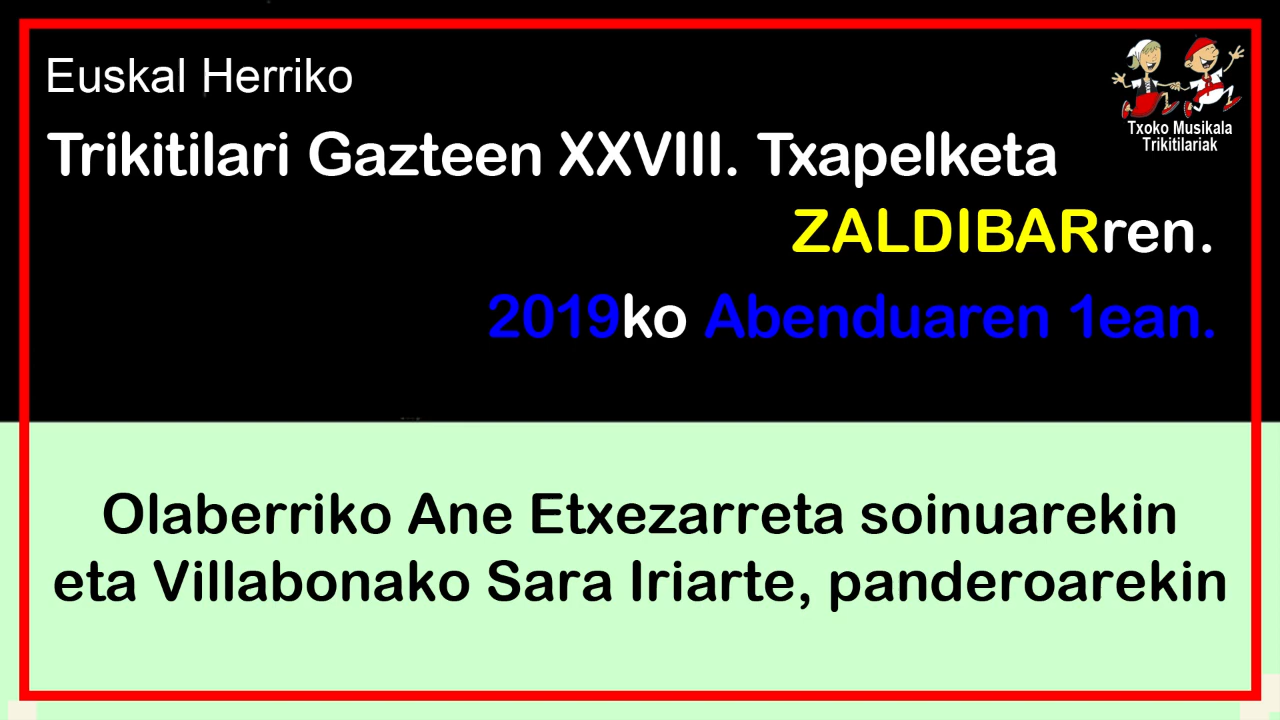 Euskal Herriko
Trikitilari Gazteen XXVIII. Txapelketa
ZALDIBARren.
2019ko Abenduaren 1ean.
Txoko Musikala
Trikitilariak
Olaberriko Ane Etxezarreta soinuarekin
eta Villabonako Sara Iriarte, panderoarekin